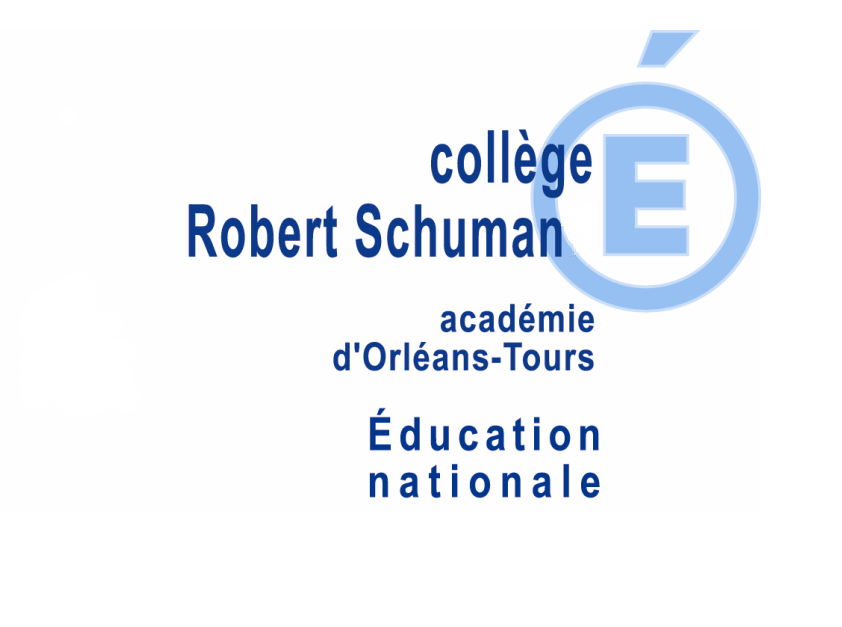 É
collège
Robert Schuman
académie
d'Orléans-Tours
Éducation
nationale